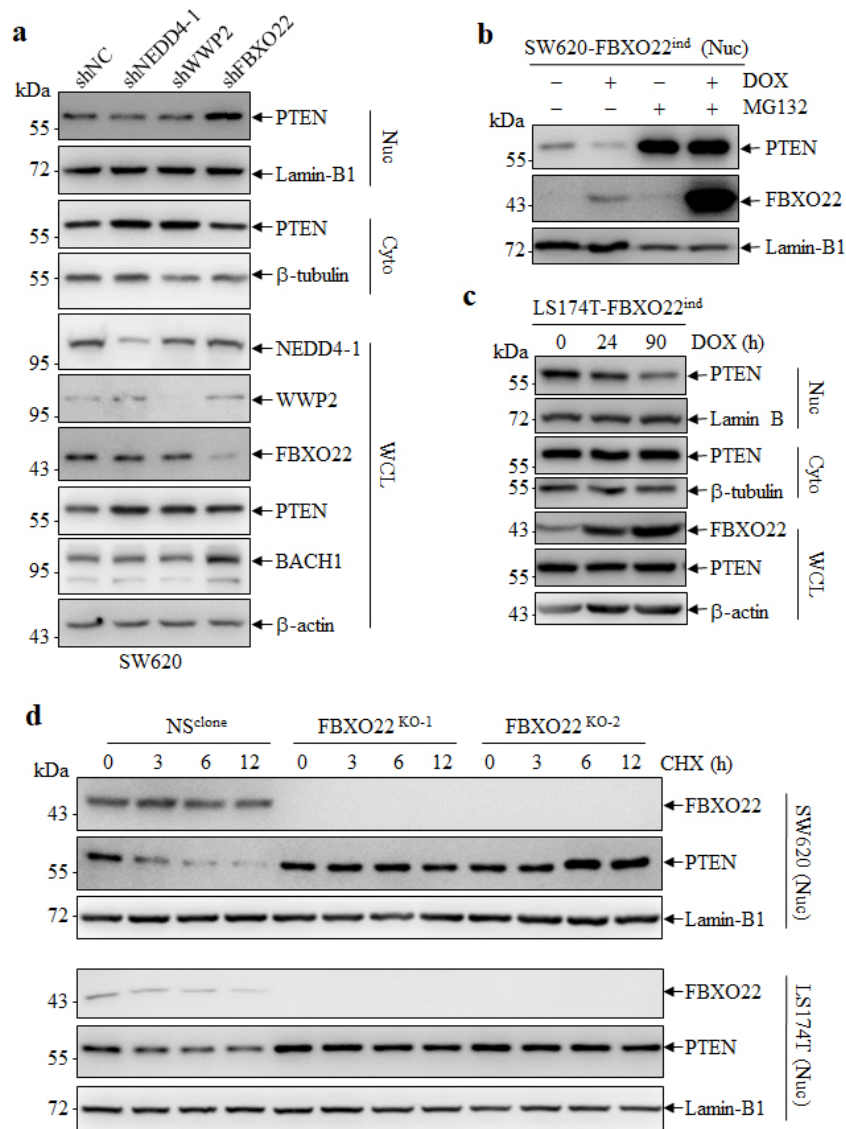 a
shNC shNEDD4-1 shWWP2 shFBXO22
kDa
55 PTEN
72 Lamin-B1
Nuc
55 PTEN
55 β-tubulin
Cyto
95 NEDD4-1
95 WWP2
43 FBXO22
55 PTEN
95 BACH1
43 β-actin
WCL
SW620
b
SW620-FBXO22ind (Nuc)
− + − + DOX
− − + + MG132
kDa
55 PTEN
43 FBXO22
72 Lamin-B1
c
LS174T-FBXO22ind
0 24 90 DOX (h)
kDa
55 PTEN
72 Lamin B
Nuc
55 PTEN
55 β-tubulin
Cyto
43 FBXO22
55 PTEN
43 β-actin
WCL
d
NSclone FBXO22 KO-1 FBXO22 KO-2
0 3 6 12 0 3 6 12 0 3 6 12 CHX (h)
kDa
43 FBXO22
55 PTEN
72 Lamin-B1
SW620 (Nuc)
43 FBXO22
55 PTEN
72 Lamin-B1
LS174T (Nuc)